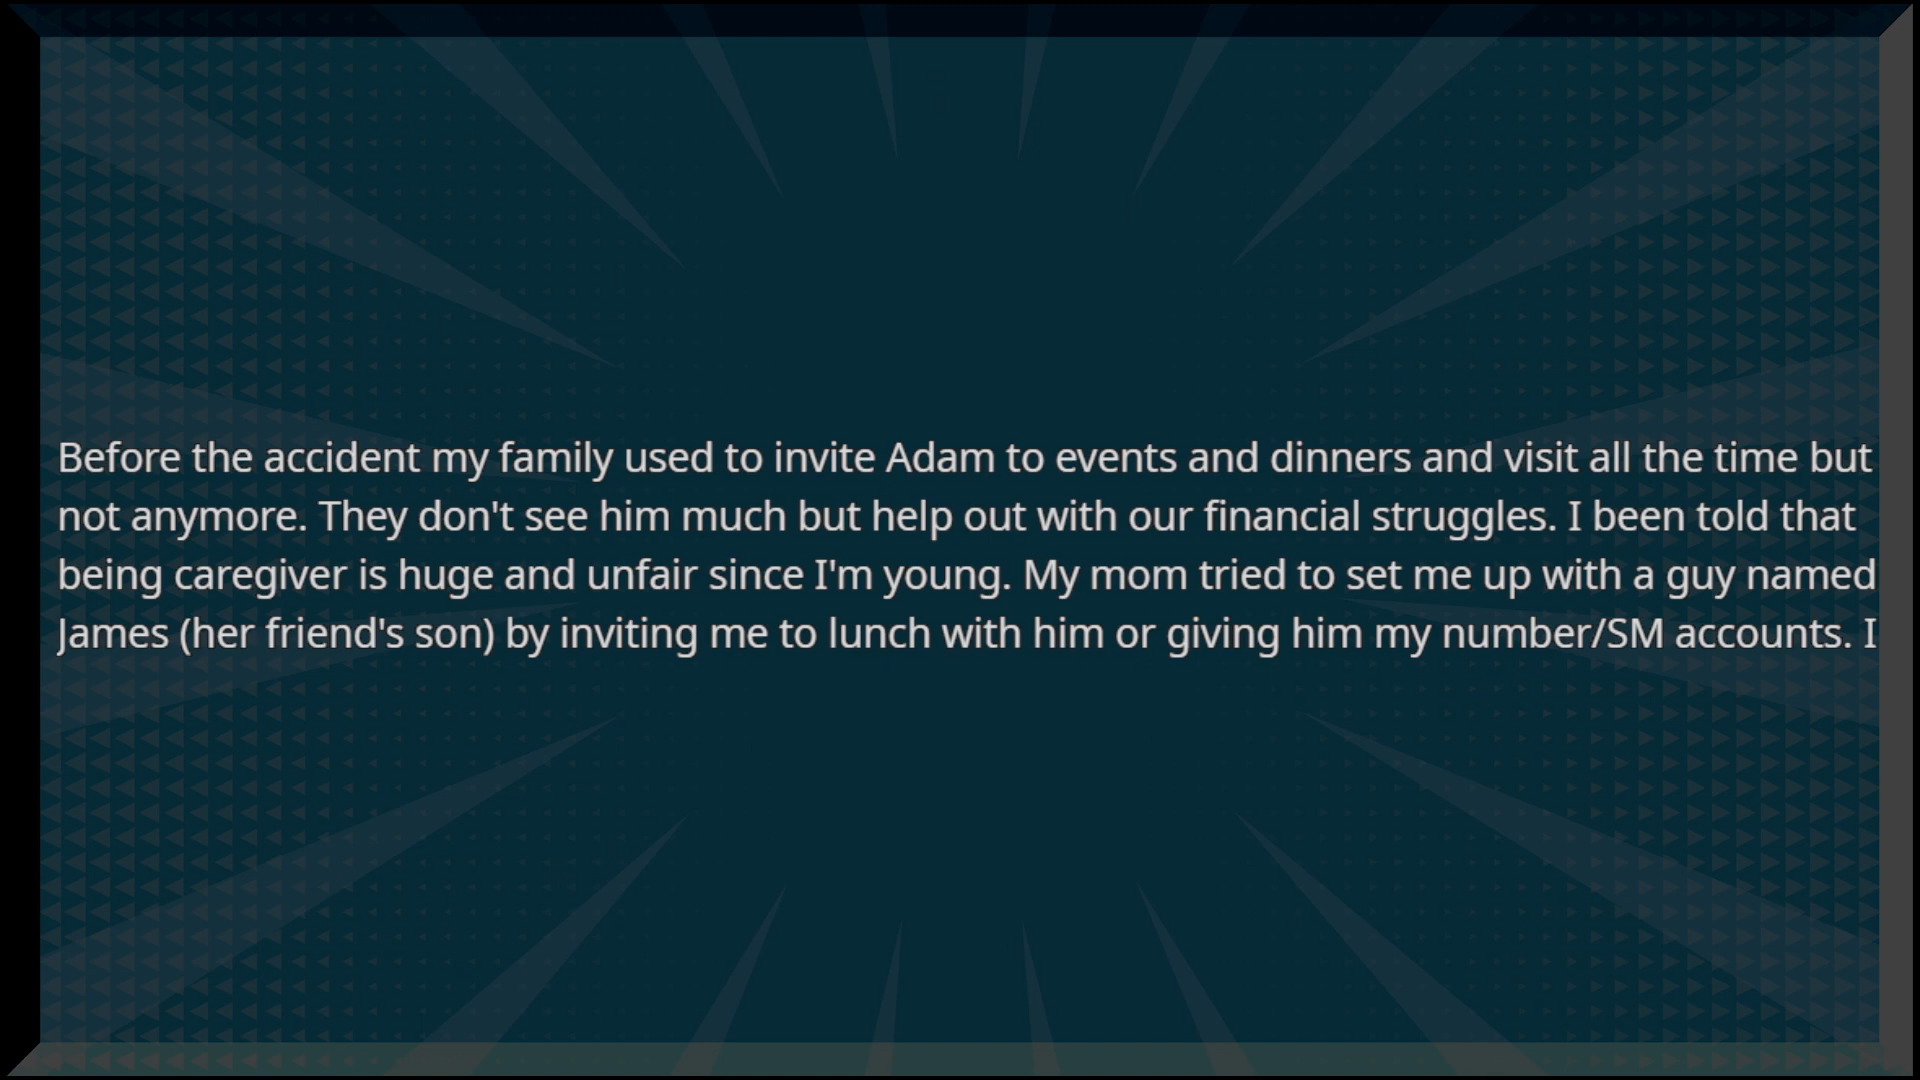 Before the accident my family used to invite Adam to events and dinners and visit all the time but
not anymore. They don't see him much but help out with our financial struggles. I been told that
being caregiver is huge and unfair since I'm young. My mom tried to set me up with a guy named
James (her friend's son) by inviting me to lunch with him or giving him my number/SM accounts. I